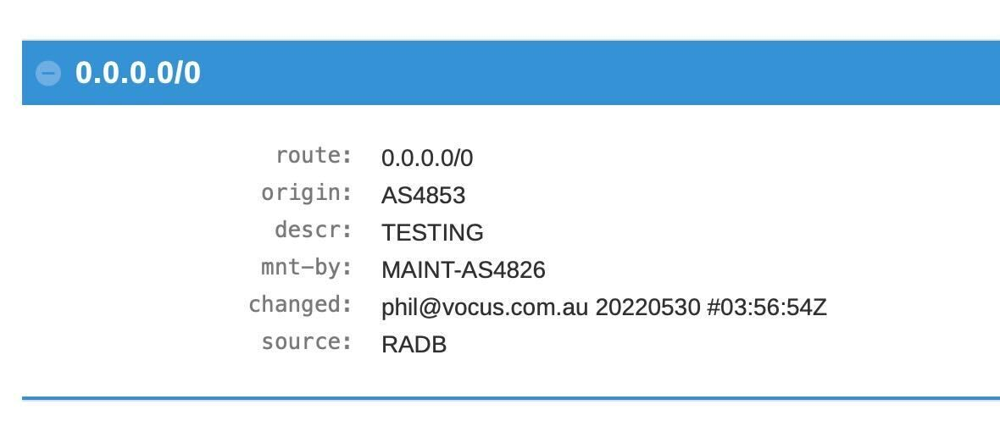 0.0.0.0/0
route: 0.0.0.0/0
origin: AS4853
descr: TESTING
mnt-by: MAINT-AS4826
changed: phil@vocus.com.au 20220530 #03:56:54Z
source: RADB